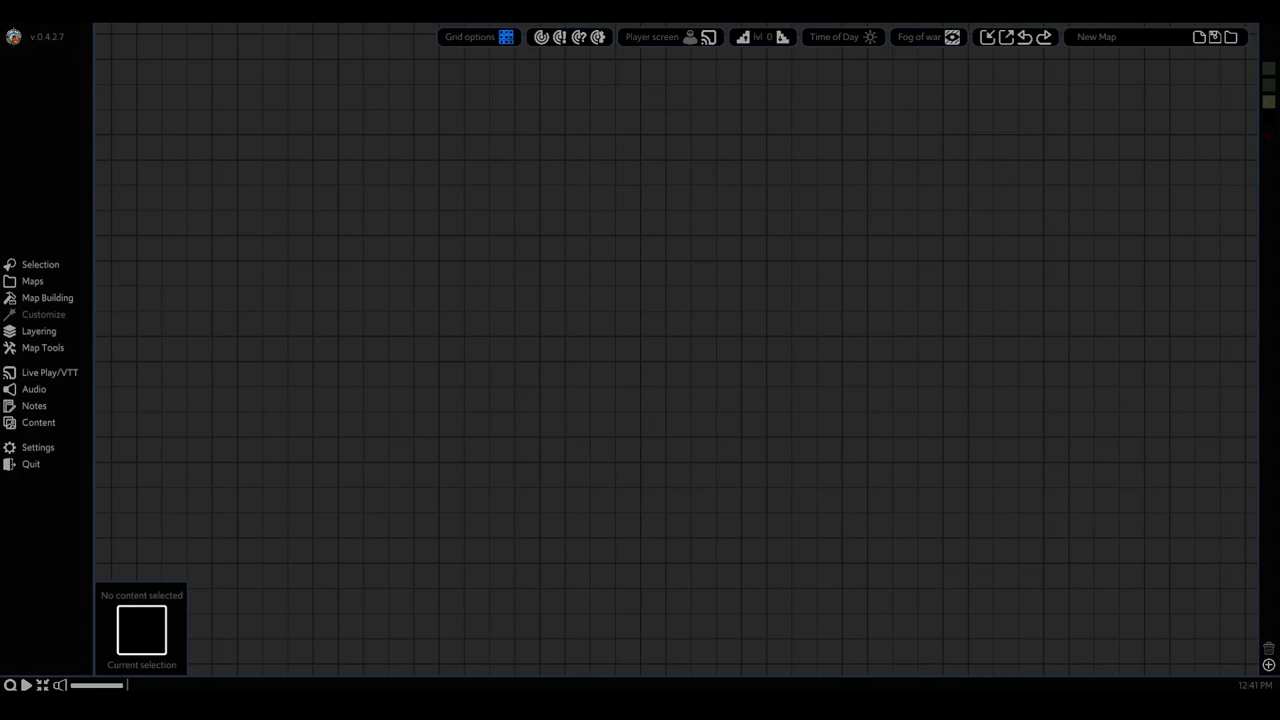 v.0.4.2.7
Grid options
Player screen
lvl 0
Time of Day
Fog of war
New Map
Selection
Maps
Map Building
Customize
Layering
Map Tools
Live Play/VTT
Audio
Notes
Content
Settings
Quit
No content selected
Current selection
12:41 PM